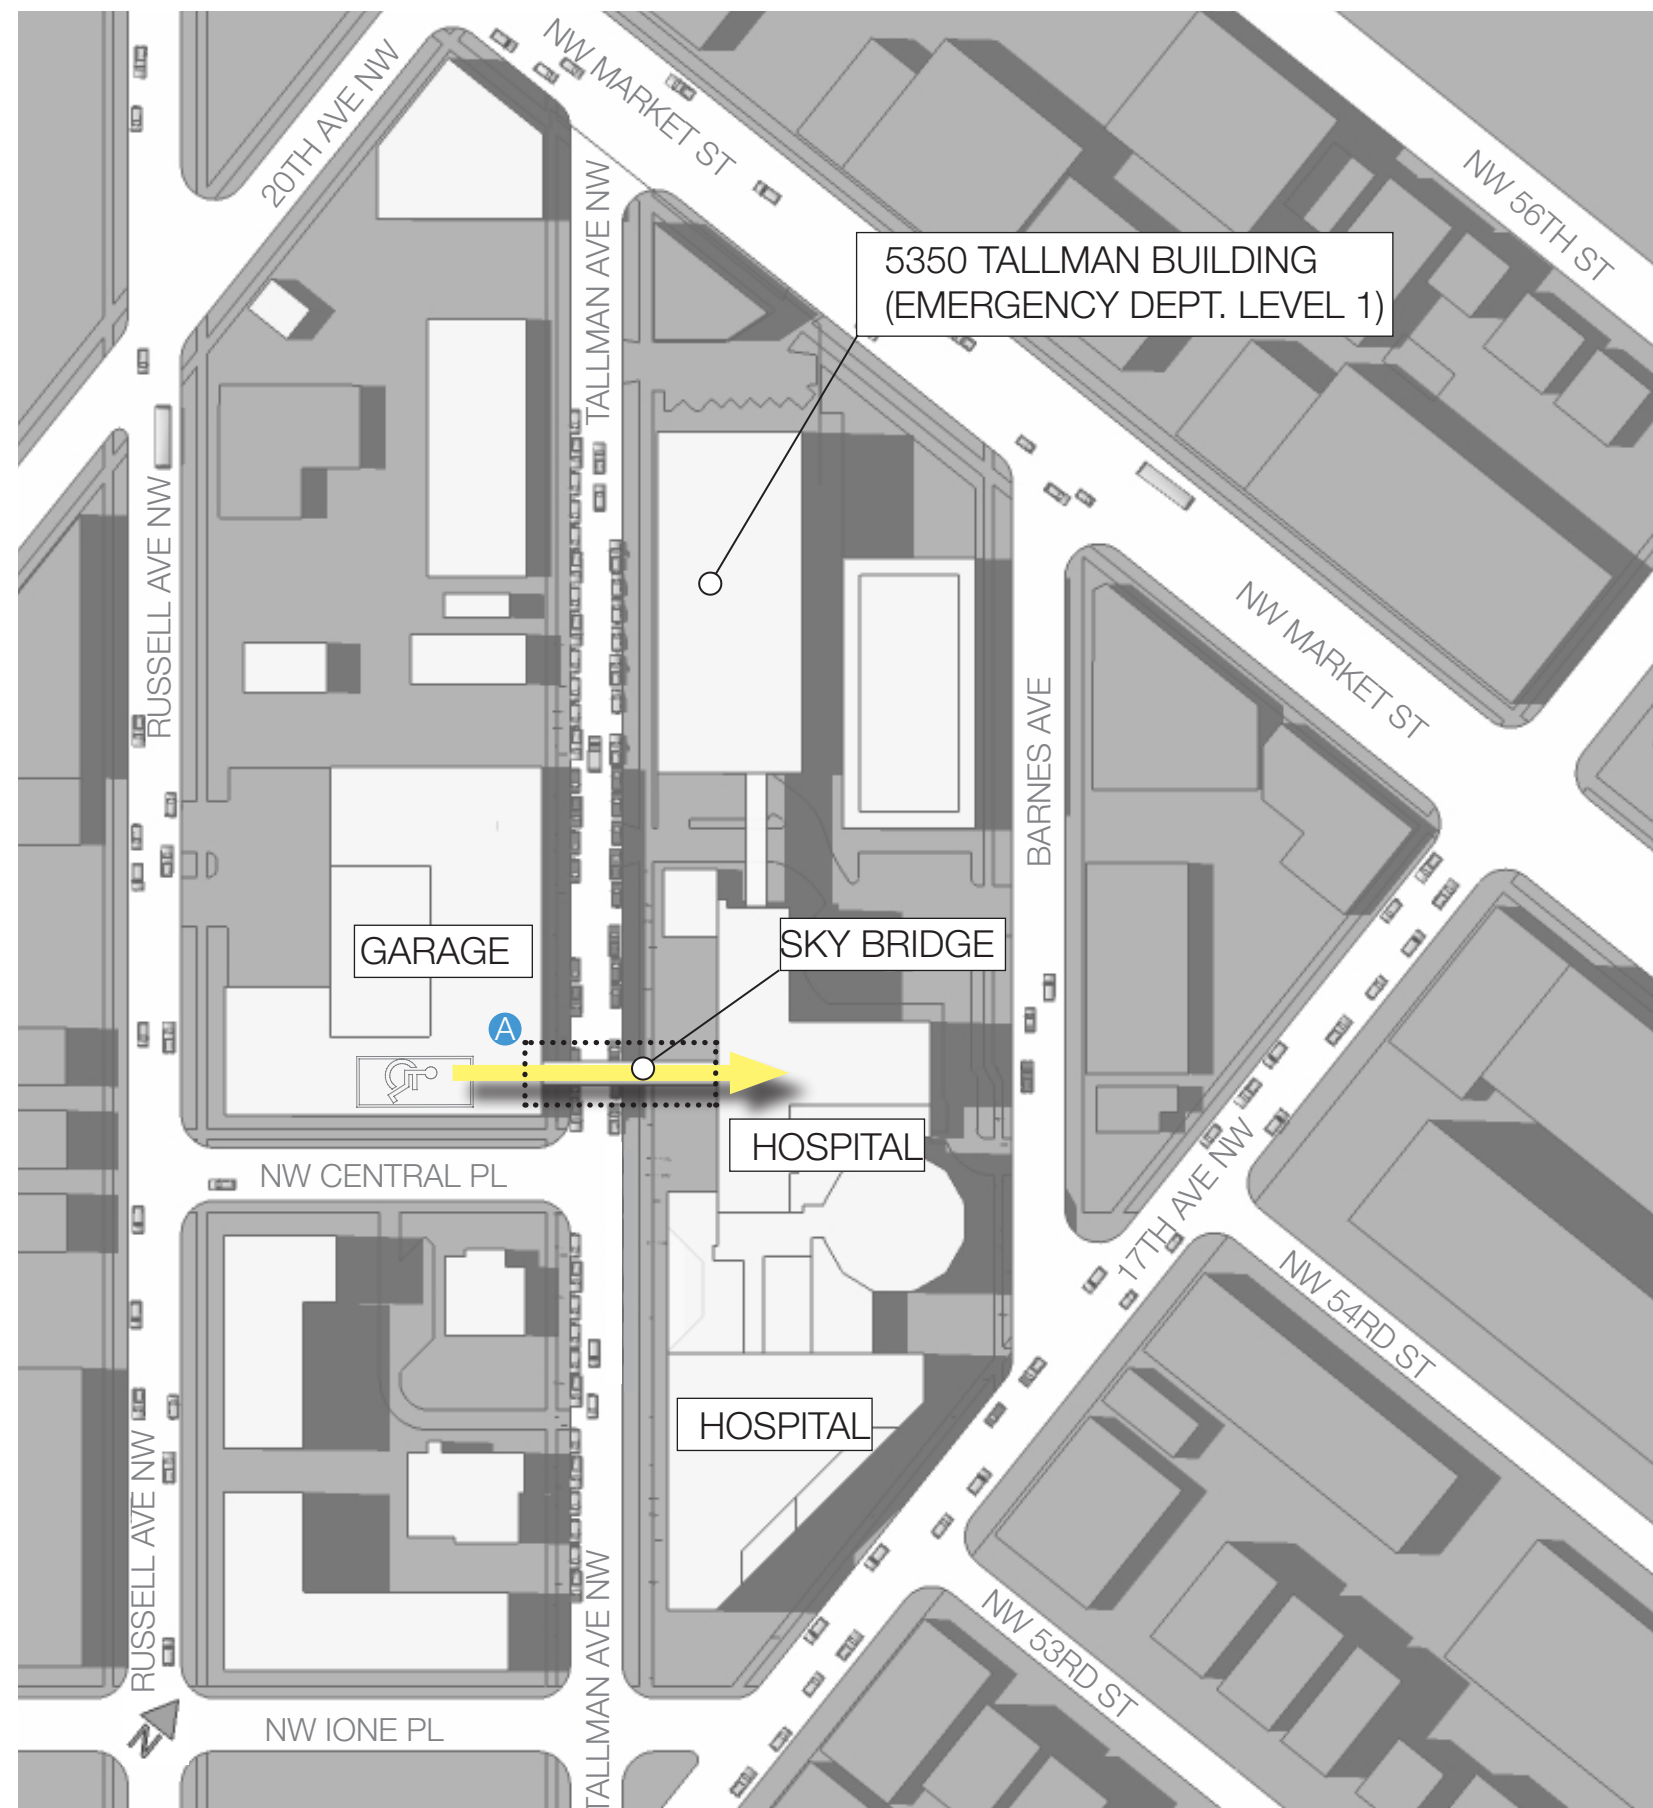 20TH AVE NW
NW MARKET ST
NW 56TH ST
TALLMAN AVE NW
5350 TALLMAN BUILDING
(EMERGENCY DEPT. LEVEL 1)
RUSSELL AVE NW
NW MARKET ST
BARNES AVE
GARAGE
SKY BRIDGE
A
HOSPITAL
NW CENTRAL PL
17TH AVE NW
NW 54RD ST
HOSPITAL
RUSSELL AVE NW
TALLMAN AVE NW
NW 53RD ST
N
NW IONE PL